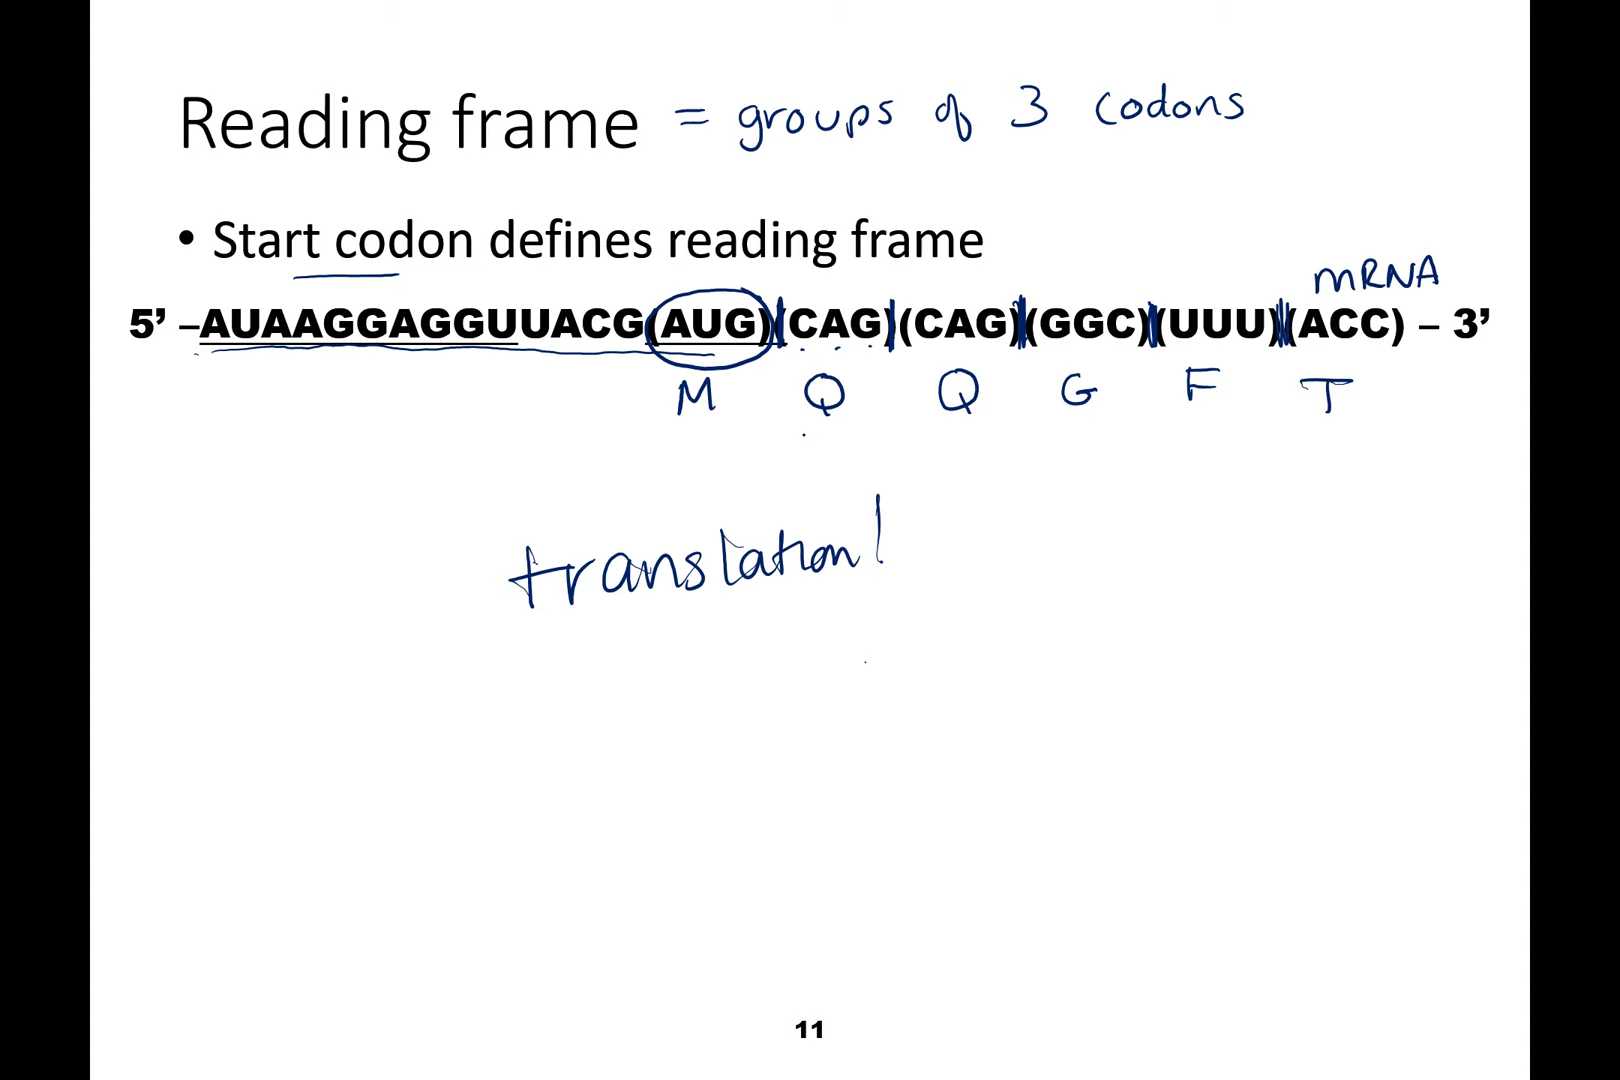 Reading frame = groups of 3 codons
• Start codon defines reading frame
mRNA
5’ –AUAAGGAGGUUACG(AUG)(CAG)(CAG)(GGC)(UUU)(ACC) – 3’
M Q Q G F T
translation!
11